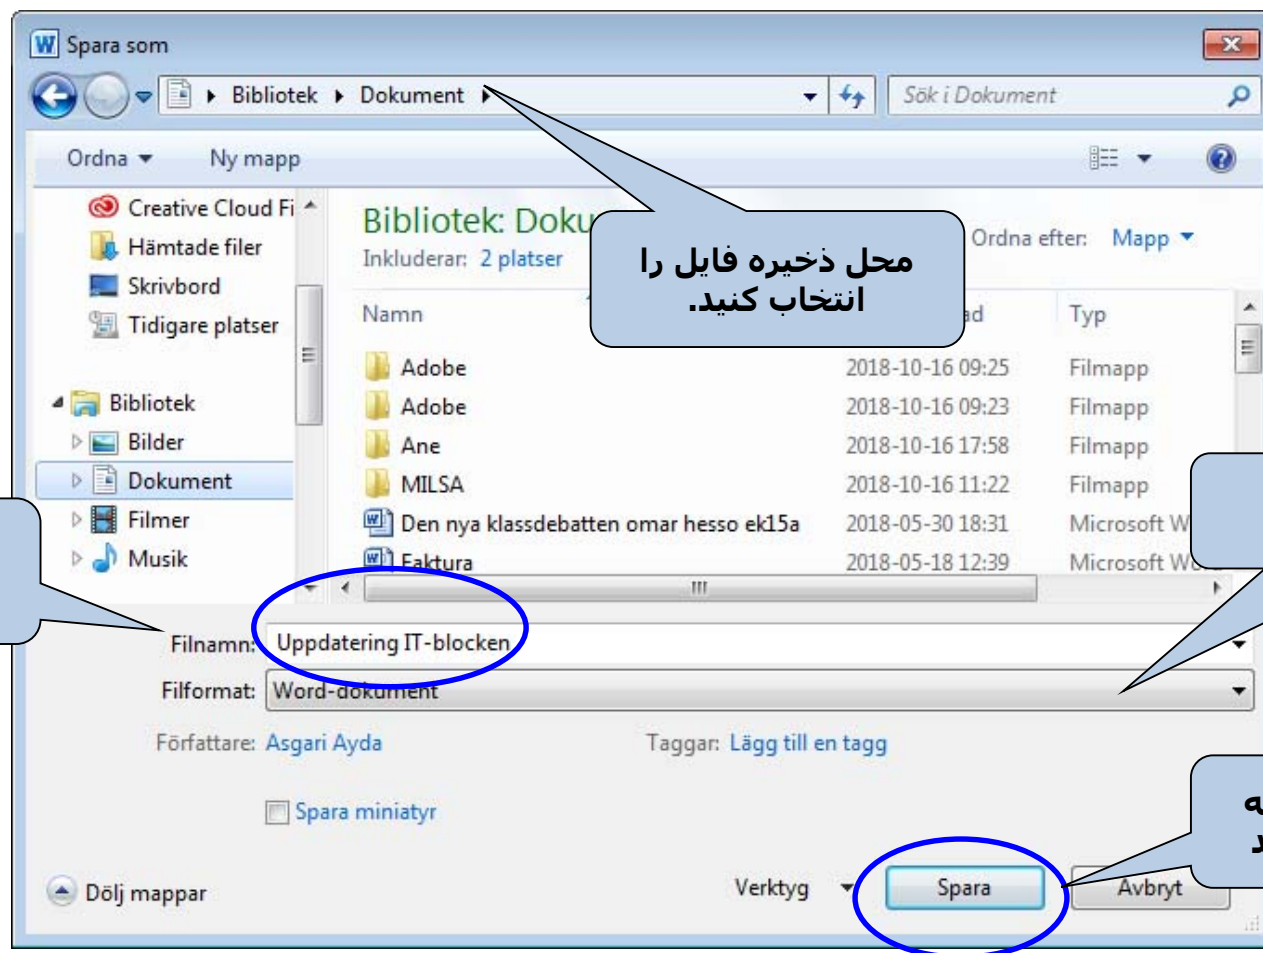 Spara som
Bibliotek Dokument
Sök i Dokument
Ordna Ny mapp
Creative Cloud Fi
Hämtade filer
Skrivbord
Tidigare platser
Bibliotek
Bilder
Dokument
Filmer
Musik
Bibliotek: Doku
Inkluderar: 2 platser
محل ذخیره فایل را
انتخاب کنید.
Ordna efter: Mapp
Namn Typ
Adobe 2018-10-16 09:25 Filmapp
Adobe 2018-10-16 09:23 Filmapp
Ane 2018-10-16 17:58 Filmapp
MILSA 2018-10-16 11:22 Filmapp
Den nya klassdebatten omar hesso ek15a 2018-05-30 18:31 Microsoft W
Faktura 2018-05-18 12:39 Microsoft Wo
Filnamn: Uppdatering IT-blocken
Filformat: Word-dokument
Författare: Asgari Ayda Taggar: Lägg till en tagg
Spara miniatyr
Dölj mappar Verktyg Spara Avbryt